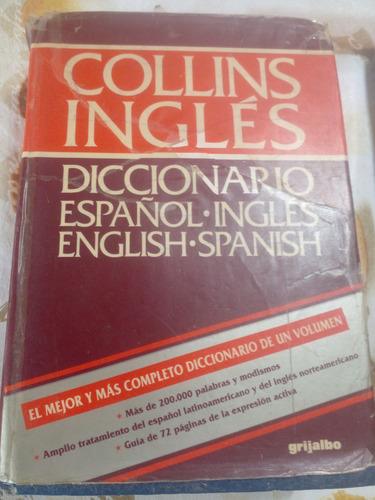 COLLINS
INGLÉS
DICCIONARIO
ESPAÑOL·INGLÉS
ENGLISH·SPANISH
EL MEJOR Y MÁS COMPLETO DICCIONARIO DE UN VOLUMEN
★ Más de 200.000 palabras y modismos
★ Amplio tratamiento del español latinoamericano y del inglés norteamericano
★ Guía de 72 páginas de la expresión activa
grijalbo